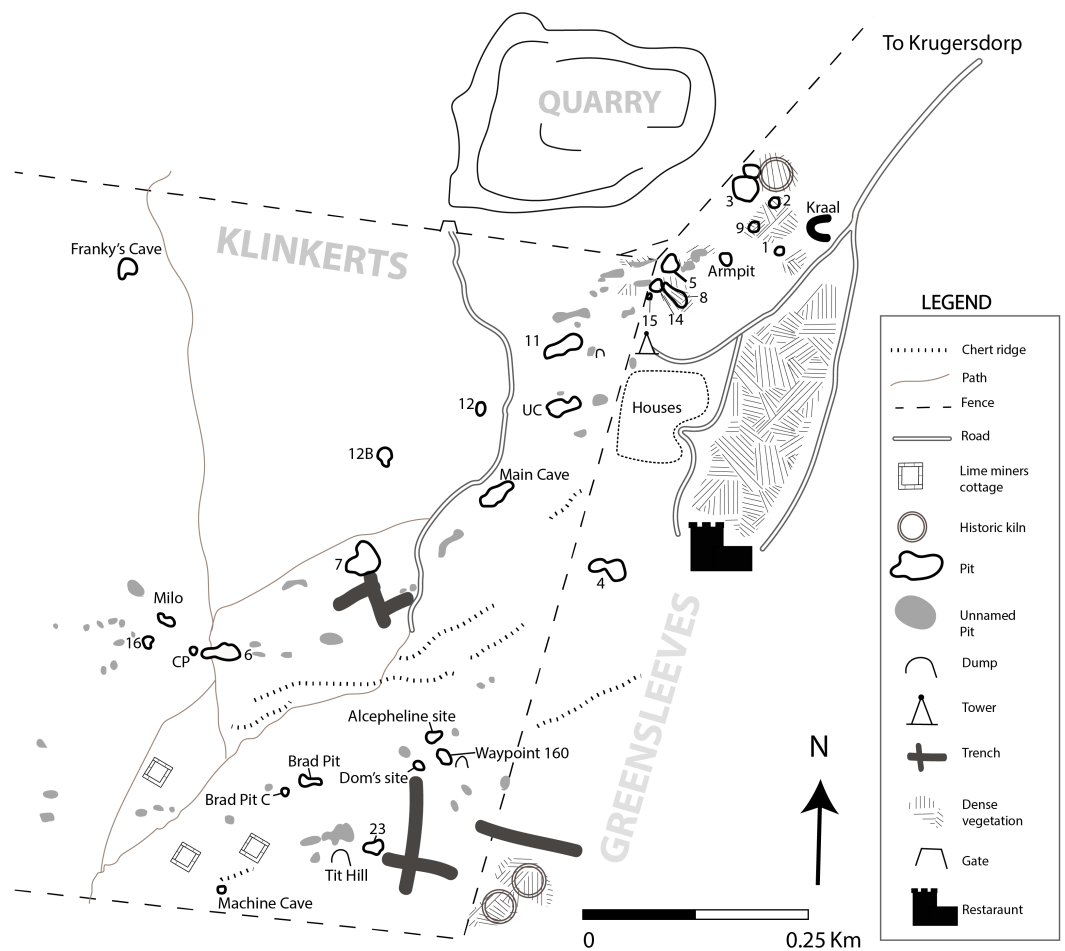 To Krugersdorp
QUARRY
3
2
Kraal
9
1
Franky's Cave
KLINKERTS
Armpit
5
8
15
14
11
12
UC
Houses
12B
Main Cave
7
4
Milo
16
CP
6
Alcepheline site
Waypoint 160
Brad Pit
Dom's site
Brad Pit C
23
Tit Hill
Machine Cave
GREENSLEEVES
N
0
0.25 Km
LEGEND
Chert ridge
Path
Fence
Road
Lime miners
cottage
Historic kiln
Pit
Unnamed
Pit
Dump
Tower
Trench
Dense
vegetation
Gate
Restaraunt